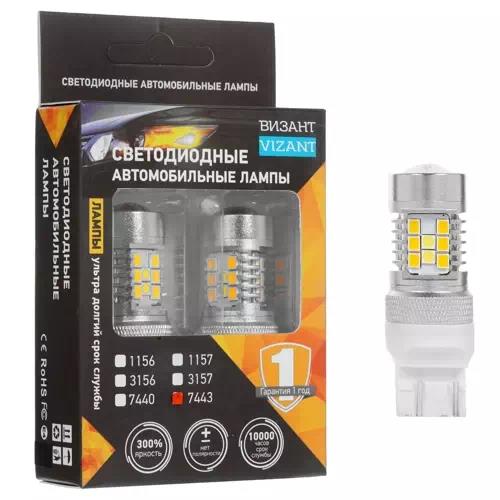 СВЕТОДИОДНЫЕ АВТОМОБИЛЬНЫЕ ЛАМПЫ
ВИЗАНТ
VIZANT
СВЕТОДИОДНЫЕ
АВТОМОБИЛЬНЫЕ ЛАМПЫ
СВЕТОДИОДНЫЕ
АВТОМОБИЛЬНЫЕ
ЛАМПЫ
ЛАМПЫ
ультра долгий срок службы
CE RoHS FC
1156
1157
3156
3157
7440
7443
1
Гарантия 1 год
300%
яркость
+
нет
полярности
10000
часов
срок
службы